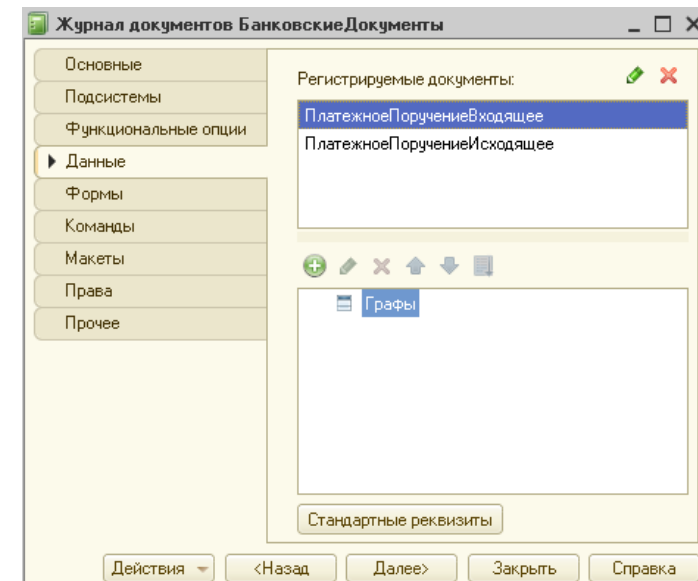 Журнал документов БанковскиеДокументы
Основные
Подсистемы
Функциональные опции
Данные
Формы
Команды
Макеты
Права
Прочее
Регистрируемые документы:
ПлатежноеПоручениеВходящее
ПлатежноеПоручениеИсходящее
Графы
Стандартные реквизиты
Действия
<Назад
Далее>
Закрыть
Справка